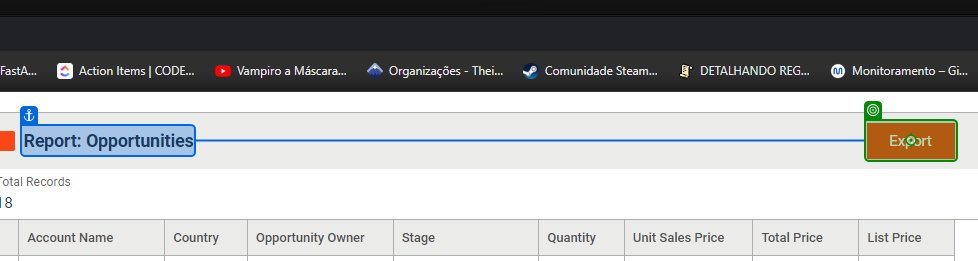 FastA...
Action Items | CODE...
Vampiro a Máscara...
Organizações - Thei...
Comunidade Steam...
DETALHANDO REG...
Monitoramento – Gi...
Report: Opportunities
Export
Total Records
18
Account Name
Country
Opportunity Owner
Stage
Quantity
Unit Sales Price
Total Price
List Price